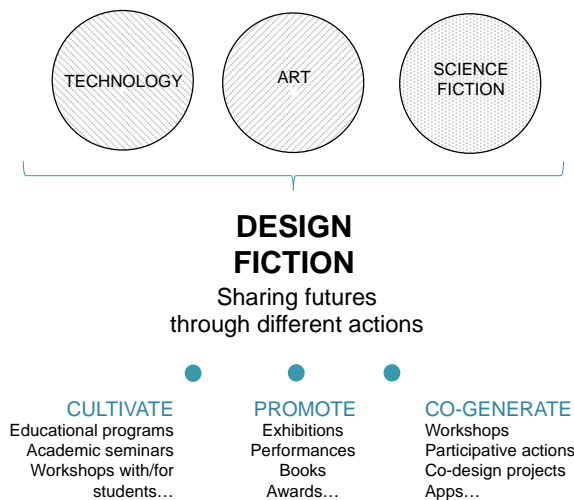 TECHNOLOGY
ART
SCIENCE
FICTION
DESIGN
FICTION
Sharing futures
through different actions
CULTIVATE
Educational programs
Academic seminars
Workshops with/for
students…
PROMOTE
Exhibitions
Performances
Books
Awards…
CO-GENERATE
Workshops
Participative actions
Co-design projects
Apps…